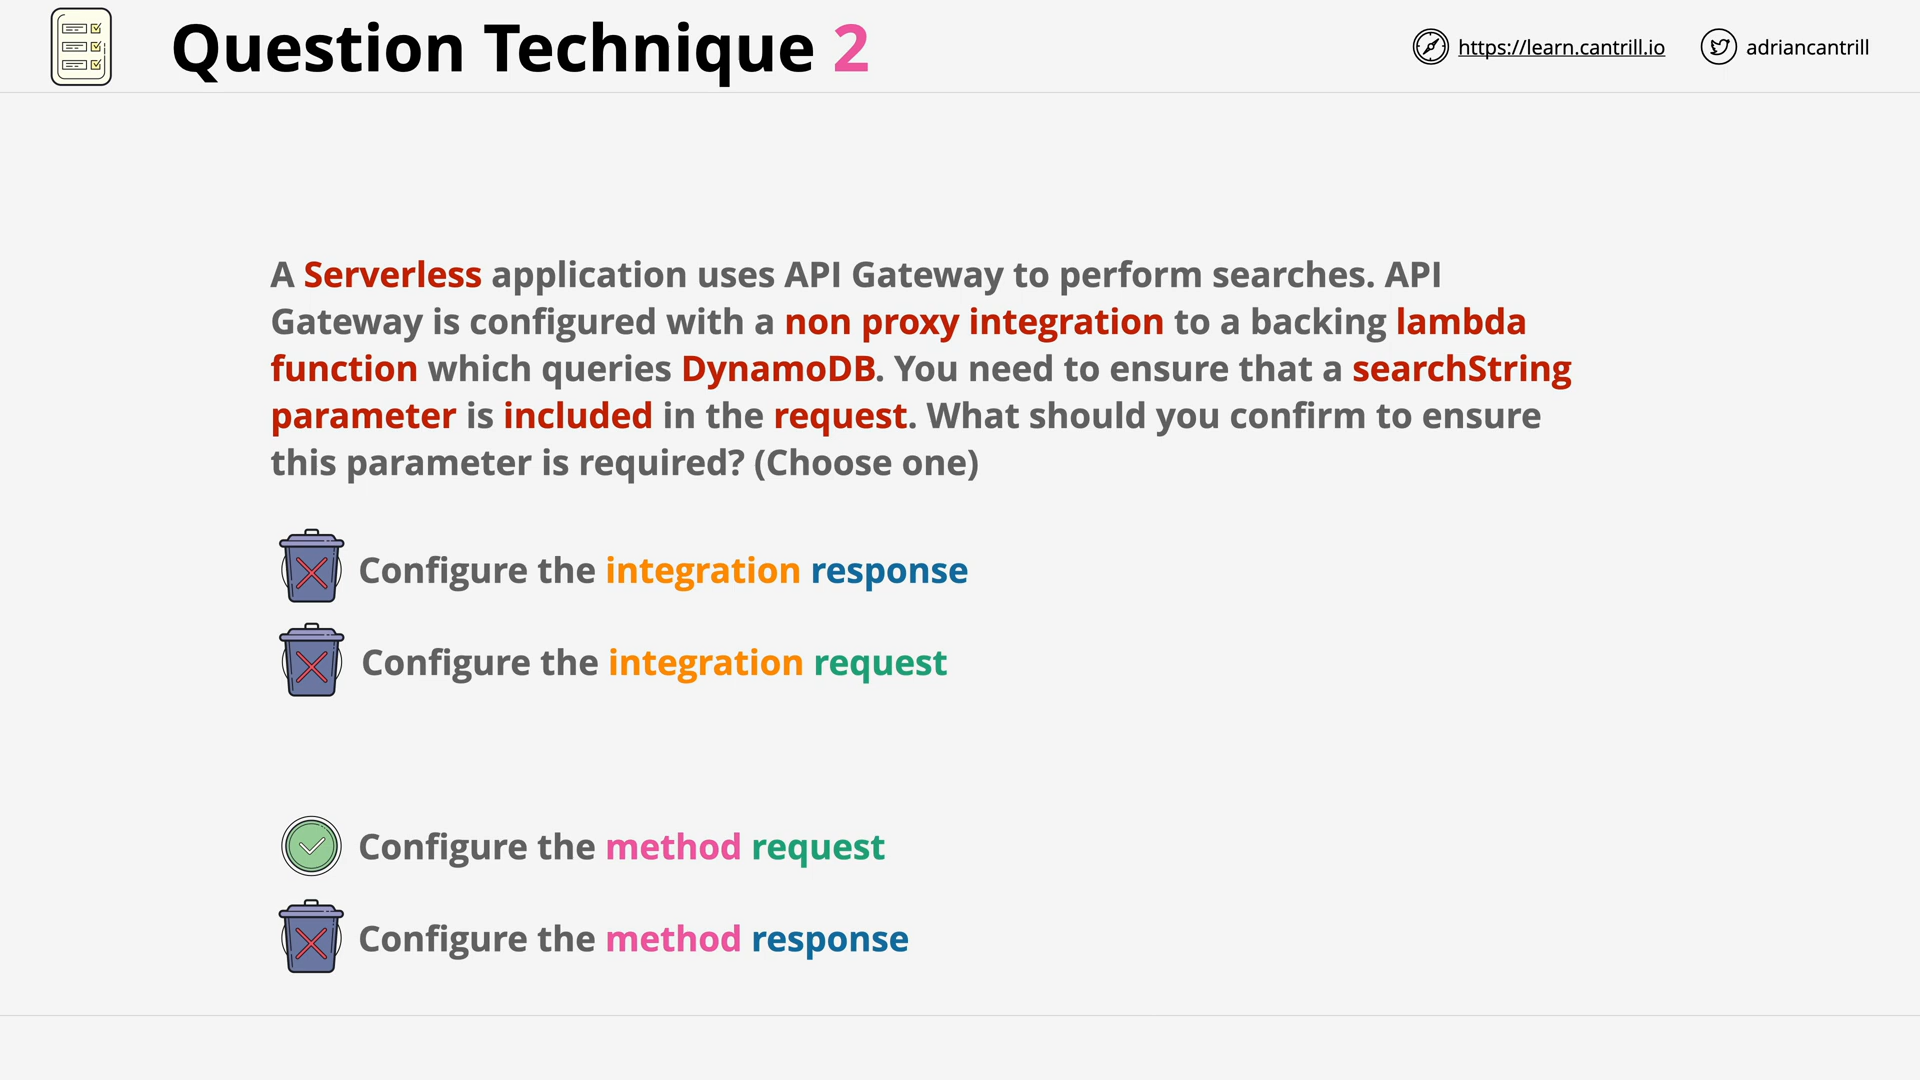 Question Technique 2
https://learn.cantrill.io
adriancantrill
A Serverless application uses API Gateway to perform searches. API
Gateway is configured with a non proxy integration to a backing lambda
function which queries DynamoDB. You need to ensure that a searchString
parameter is included in the request. What should you confirm to ensure
this parameter is required? (Choose one)
Configure the integration response
Configure the integration request
Configure the method request
Configure the method response